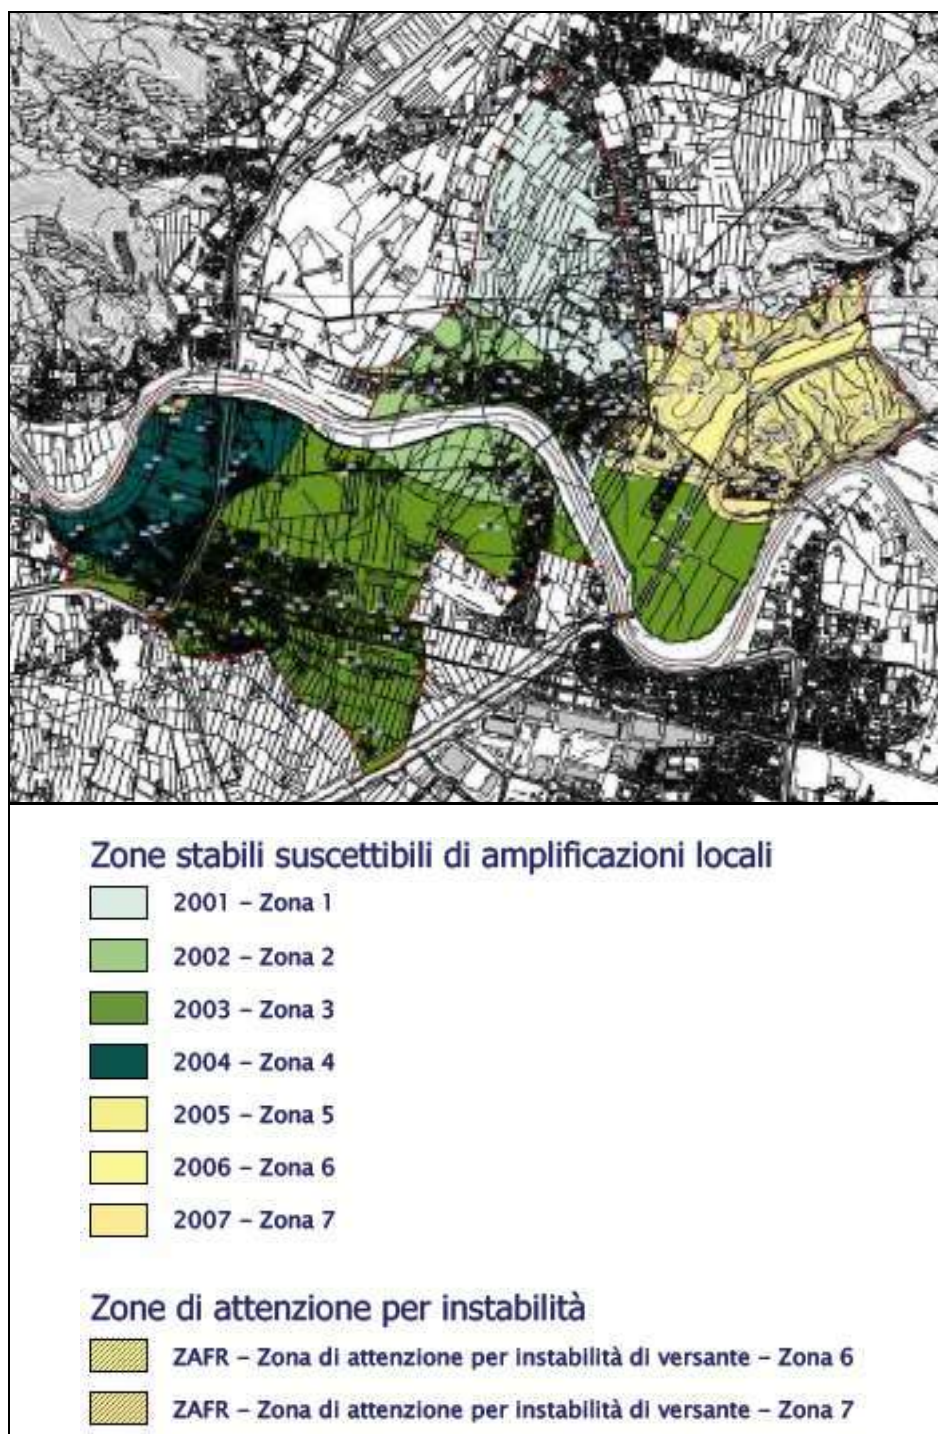 Zone stabili suscettibili di amplificazioni locali
2001 – Zona 1
2002 – Zona 2
2003 – Zona 3
2004 – Zona 4
2005 – Zona 5
2006 – Zona 6
2007 – Zona 7
Zone di attenzione per instabilità
ZAFR – Zona di attenzione per instabilità di versante – Zona 6
ZAFR – Zona di attenzione per instabilità di versante – Zona 7